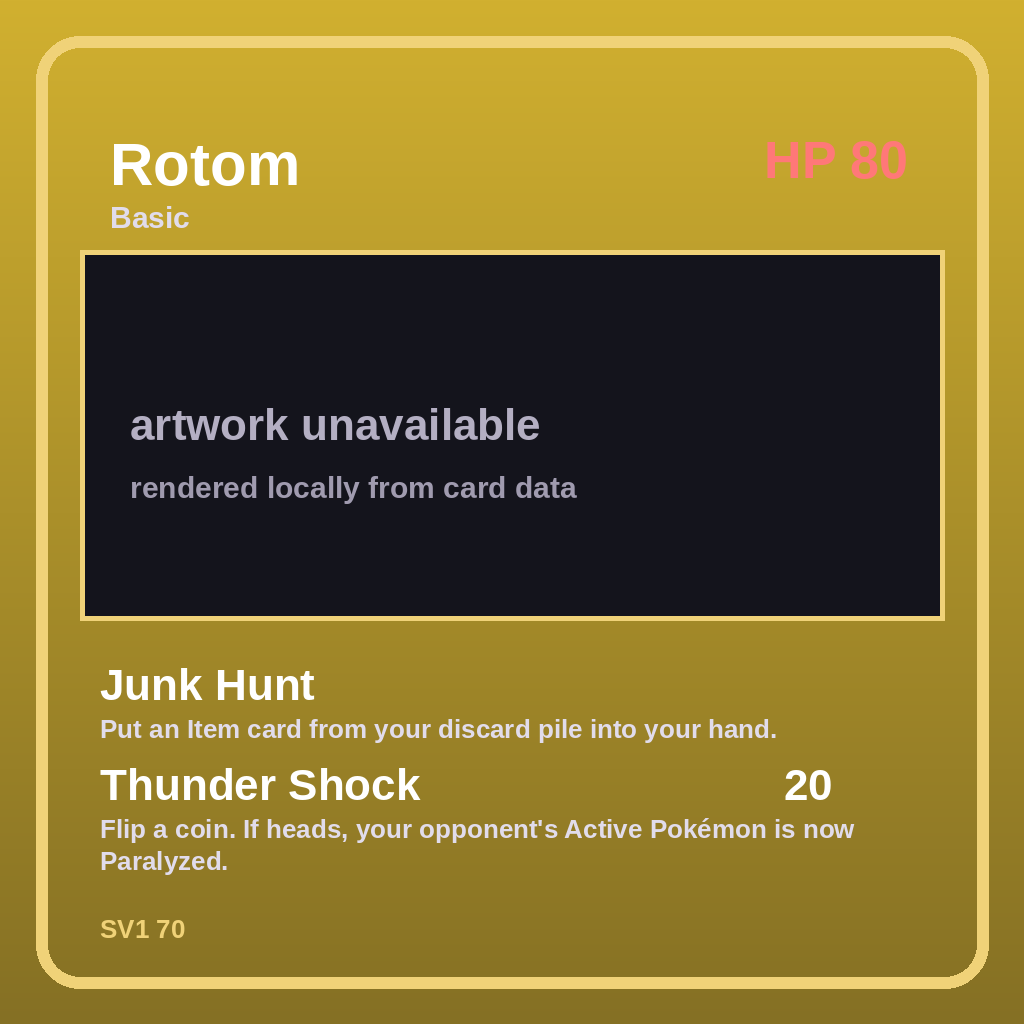 Rotom
HP 80
Basic
artwork unavailable
rendered locally from card data
Junk Hunt
Put an Item card from your discard pile into your hand.
Thunder Shock 20
Flip a coin. If heads, your opponent's Active Pokémon is now
Paralyzed.
SV1 70